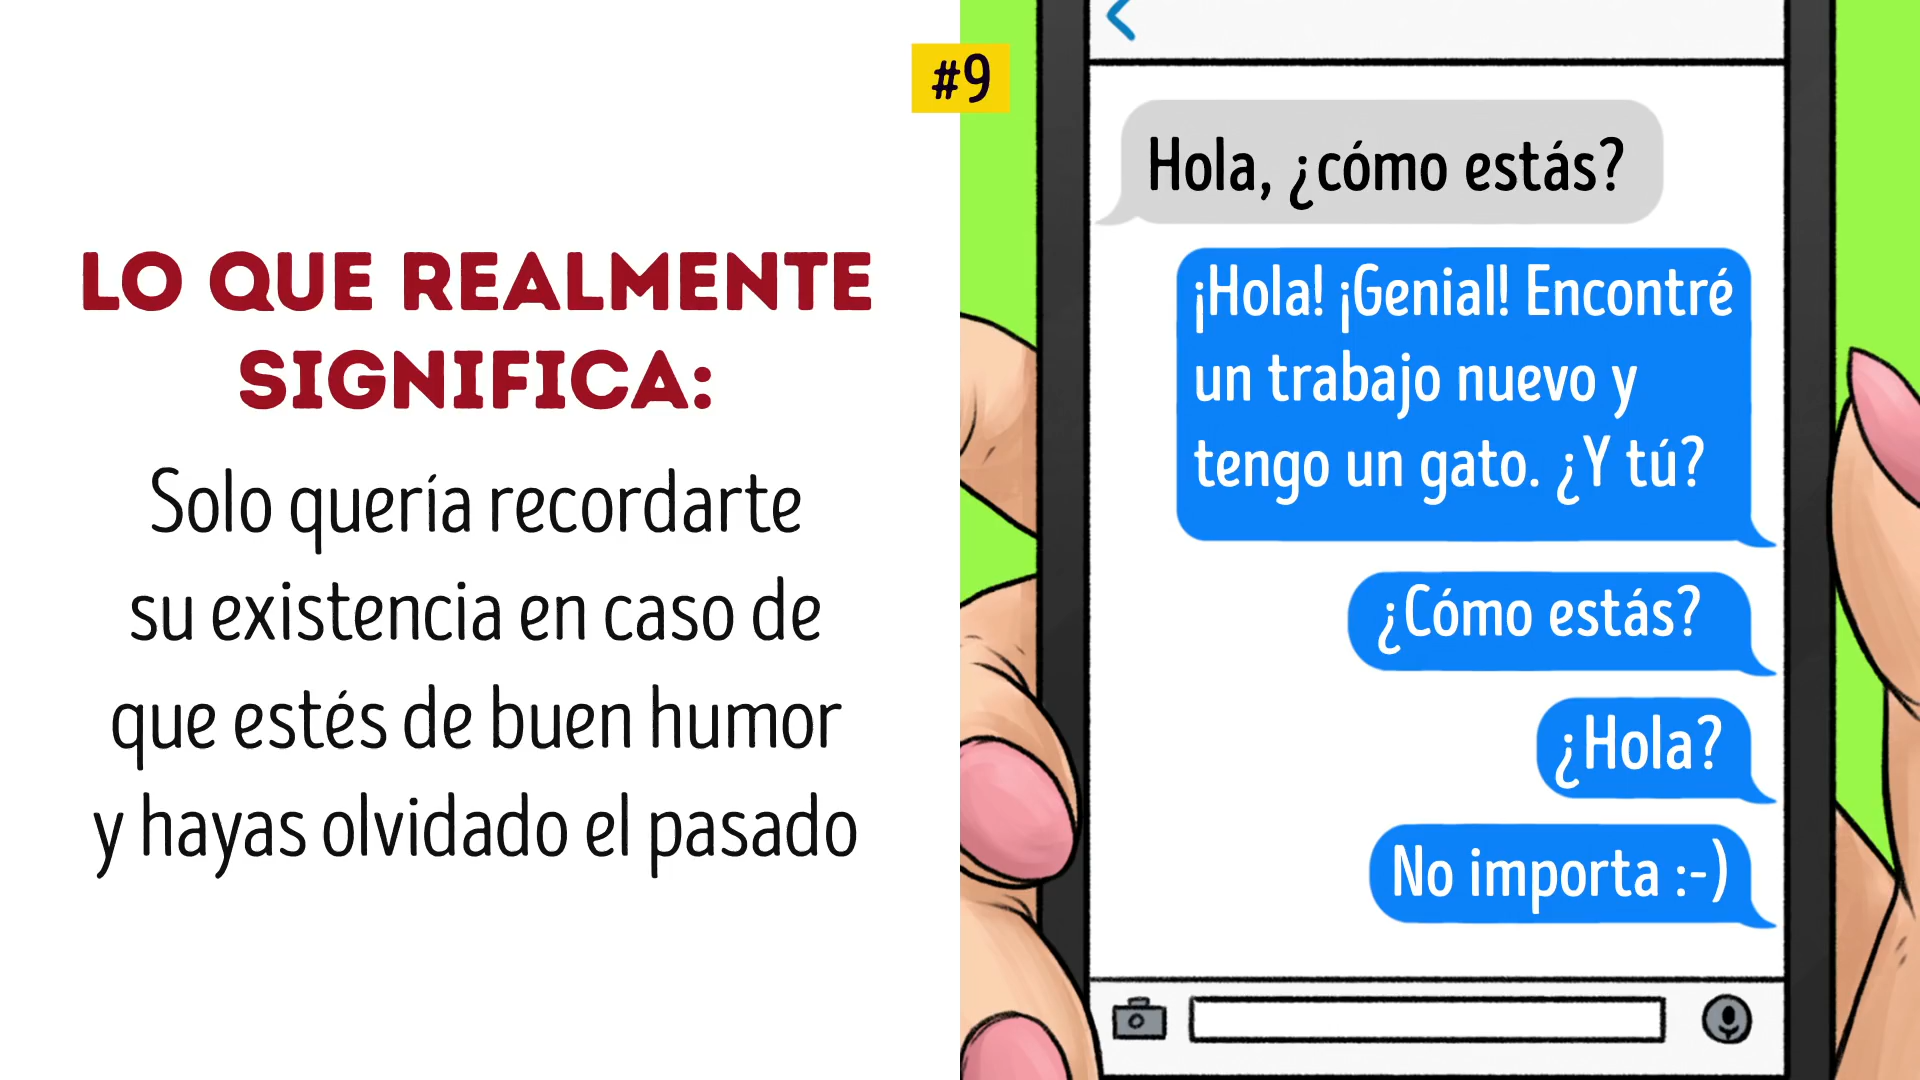 #9
LO QUE REALMENTE
SIGNIFICA:
Solo quería recordarte
su existencia en caso de
que estés de buen humor
y hayas olvidado el pasado
Hola, ¿cómo estás?
¡Hola! ¡Genial! Encontré
un trabajo nuevo y
tengo un gato. ¿Y tú?
¿Cómo estás?
¿Hola?
No importa :-)